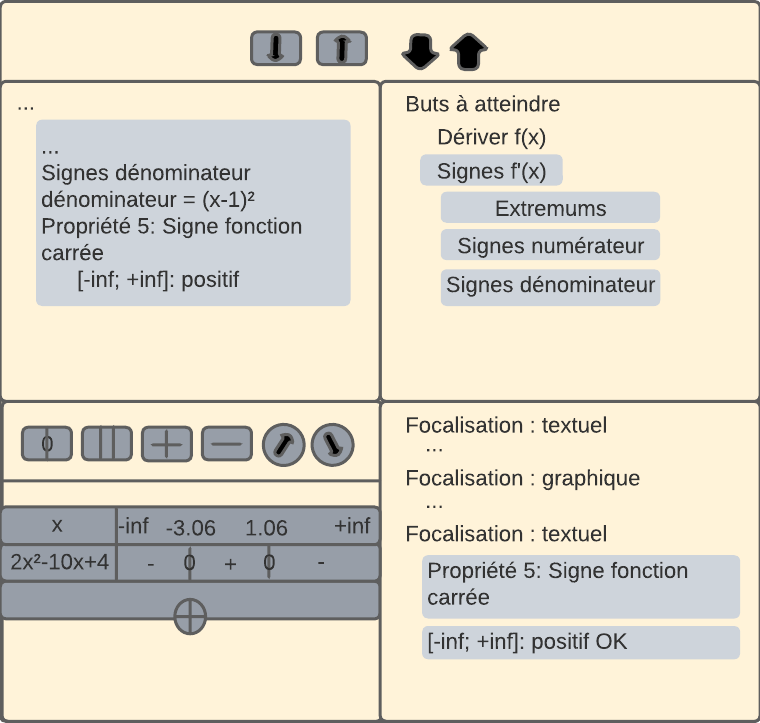 ...
...
Signes dénominateur
dénominateur = (x-1)²
Propriété 5: Signe fonction
carrée
[-inf; +inf]: positif
Buts à atteindre
Dériver f(x)
Signes f'(x)
Extremums
Signes numérateur
Signes dénominateur
0
x -inf -3.06 1.06 +inf
2x²-10x+4 - 0 + 0 -
Focalisation : textuel
...
Focalisation : graphique
...
Focalisation : textuel
Propriété 5: Signe fonction
carrée
[-inf; +inf]: positif OK